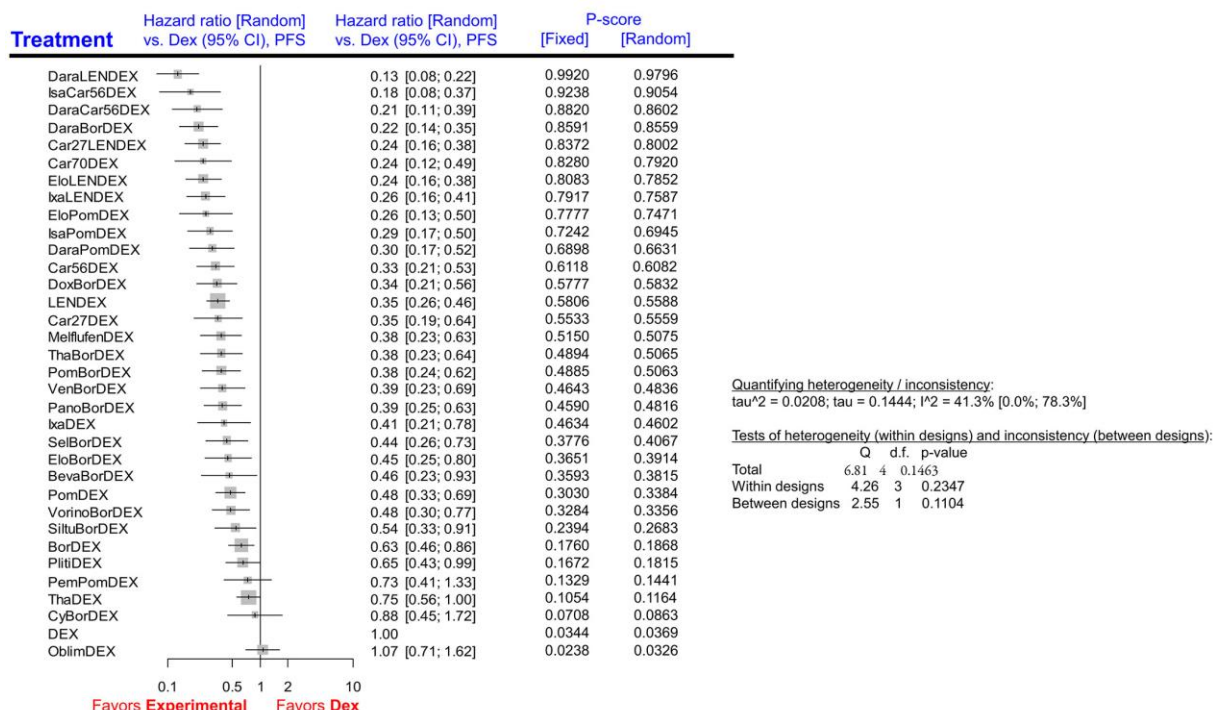 Treatment Hazard ratio [Random] vs. Dex (95% CI), PFS Hazard ratio [Random] vs. Dex (95% CI), PFS P-score [Fixed] [Random]
DaraLENDEX 0.13 [0.08; 0.22] 0.9920 0.9796
IsaCar56DEX 0.18 [0.08; 0.37] 0.9238 0.9054
DaraCar56DEX 0.21 [0.11; 0.39] 0.8820 0.8602
DaraBorDEX 0.22 [0.14; 0.35] 0.8591 0.8559
Car27LENDEX 0.24 [0.16; 0.38] 0.8372 0.8002
Car70DEX 0.24 [0.12; 0.49] 0.8280 0.7920
EloLENDEX 0.24 [0.16; 0.38] 0.8083 0.7852
IxaLENDEX 0.26 [0.16; 0.41] 0.7917 0.7587
EloPomDEX 0.26 [0.13; 0.50] 0.7777 0.7471
IsaPomDEX 0.29 [0.17; 0.50] 0.7242 0.6945
DaraPomDEX 0.30 [0.17; 0.52] 0.6898 0.6631
Car56DEX 0.33 [0.21; 0.53] 0.6118 0.6082
DoxBorDEX 0.34 [0.21; 0.56] 0.5777 0.5832
LENDEX 0.35 [0.26; 0.46] 0.5806 0.5588
Car27DEX 0.35 [0.19; 0.64] 0.5533 0.5559
MelflufenDEX 0.38 [0.23; 0.63] 0.5150 0.5075
ThaBorDEX 0.38 [0.23; 0.64] 0.4894 0.5065
PomBorDEX 0.38 [0.24; 0.62] 0.4885 0.5063
VenBorDEX 0.39 [0.23; 0.69] 0.4643 0.4836
PanoBorDEX 0.39 [0.25; 0.63] 0.4590 0.4816
IxaDEX 0.41 [0.21; 0.78] 0.4634 0.4602
SelBorDEX 0.44 [0.26; 0.73] 0.3776 0.4067
EloBorDEX 0.45 [0.25; 0.80] 0.3651 0.3914
BevaBorDEX 0.46 [0.23; 0.93] 0.3593 0.3815
PomDEX 0.48 [0.33; 0.69] 0.3030 0.3384
VorinoBorDEX 0.48 [0.30; 0.77] 0.3284 0.3356
SiltuBorDEX 0.54 [0.33; 0.91] 0.2394 0.2683
BorDEX 0.63 [0.46; 0.86] 0.1760 0.1868
PlitiDEX 0.65 [0.43; 0.99] 0.1672 0.1815
PemPomDEX 0.73 [0.41; 1.33] 0.1329 0.1441
ThaDEX 0.75 [0.56; 1.00] 0.1054 0.1164
CyBorDEX 0.88 [0.45; 1.72] 0.0708 0.0863
DEX 1.00 0.0344 0.0369
OblimDEX 1.07 [0.71; 1.62] 0.0238 0.0326
0.1 0.5 1 2 10
Favors Experimental Favors Dex
Quantifying heterogeneity / inconsistency:
tau^2 = 0.0208; tau = 0.1444; I^2 = 41.3% [0.0%; 78.3%]
Tests of heterogeneity (within designs) and inconsistency (between designs):
Q d.f. p-value
Total 6.81 4 0.1463
Within designs 4.26 3 0.2347
Between designs 2.55 1 0.1104